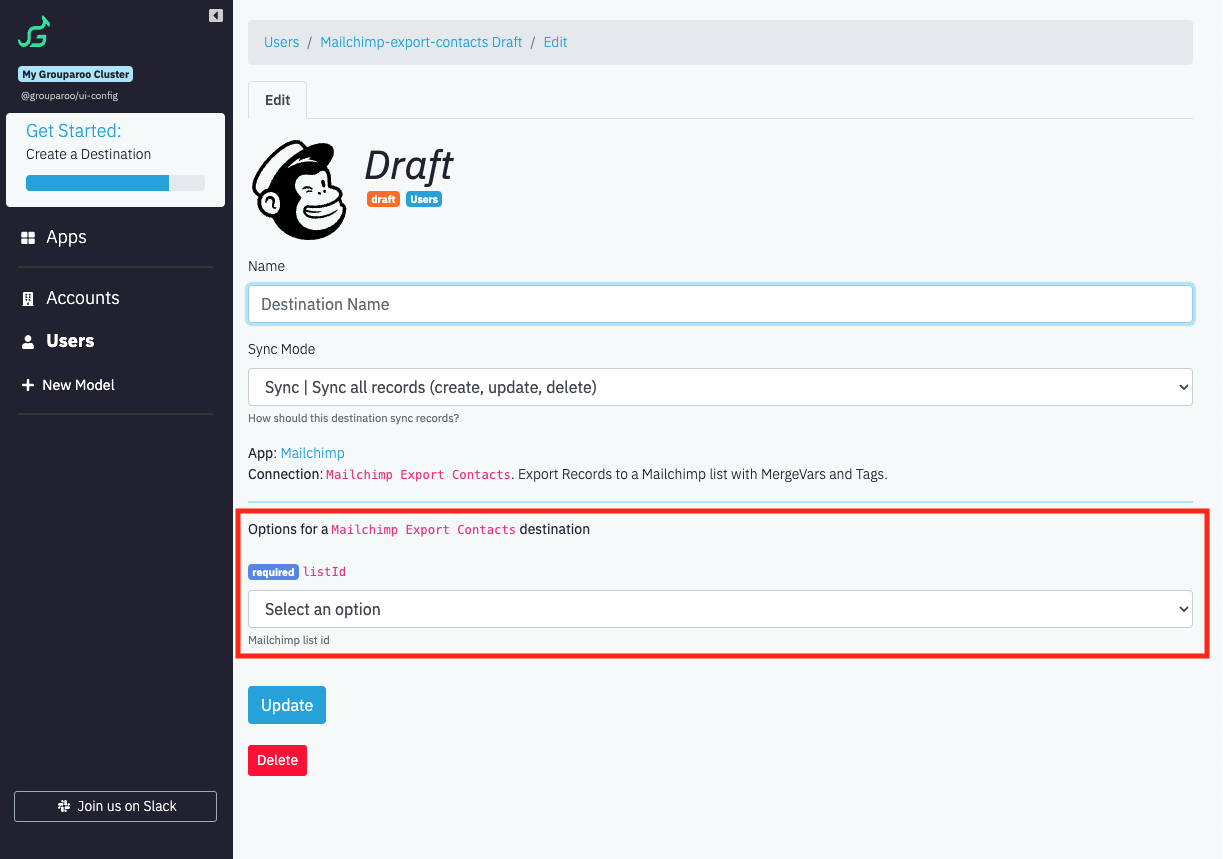 My Grouparoo Cluster
@grouparoo/ui-config
Get Started:
Create a Destination
Apps
Accounts
Users
New Model
Join us on Slack
Users / Mailchimp-export-contacts Draft / Edit
Edit
Draft
draft Users
Name
Destination Name
Sync Mode
Sync | Sync all records (create, update, delete)
How should this destination sync records?
App: Mailchimp
Connection: Mailchimp Export Contacts. Export Records to a Mailchimp list with MergeVars and Tags.
Options for a Mailchimp Export Contacts destination
required listId
Select an option
Mailchimp list id
Update
Delete